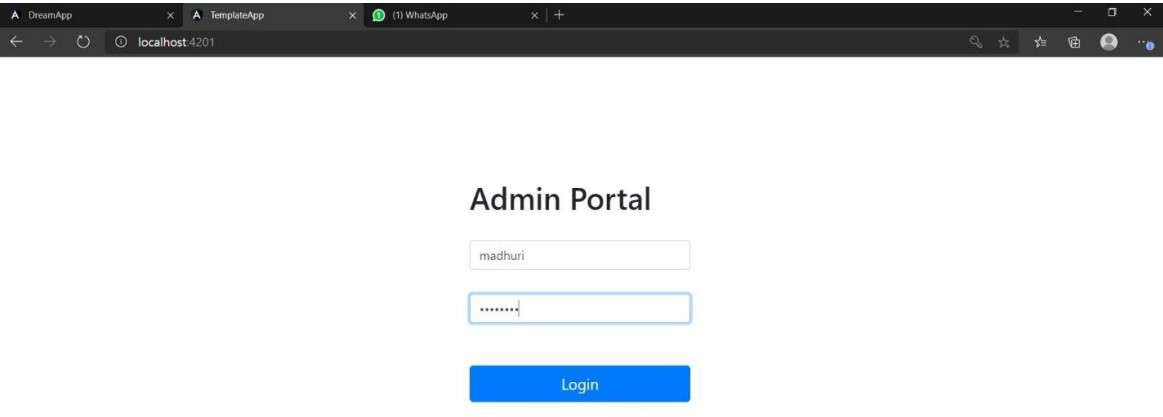 DreamApp
TemplateApp
(1) WhatsApp
localhost:4201
Admin Portal
madhuri
••••••••
Login